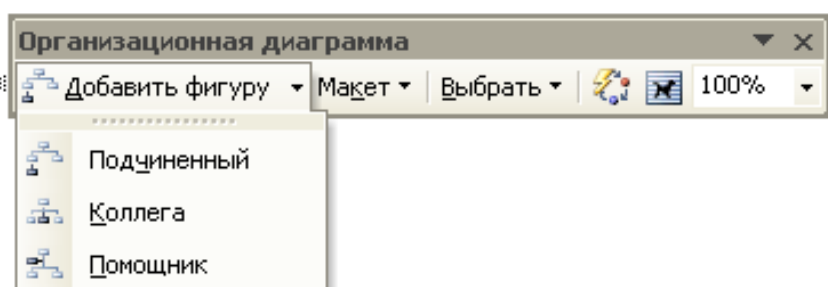 Организационная диаграмма
Добавить фигуру Макет Выбрать 100%
Подчиненный
Коллега
Помощник